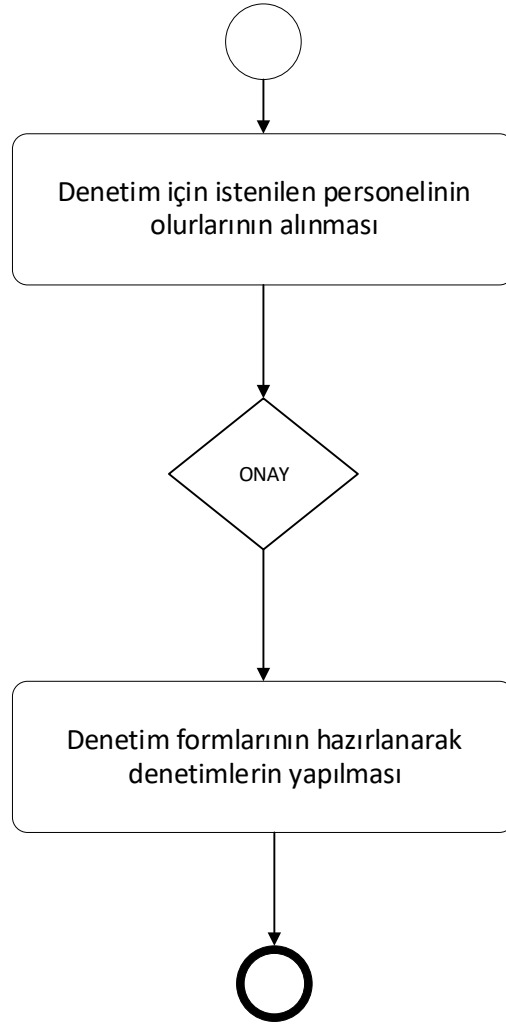 Denetim için istenilen personelinin
olurlarının alınması
ONAY
Denetim formlarının hazırlanarak
denetimlerin yapılması